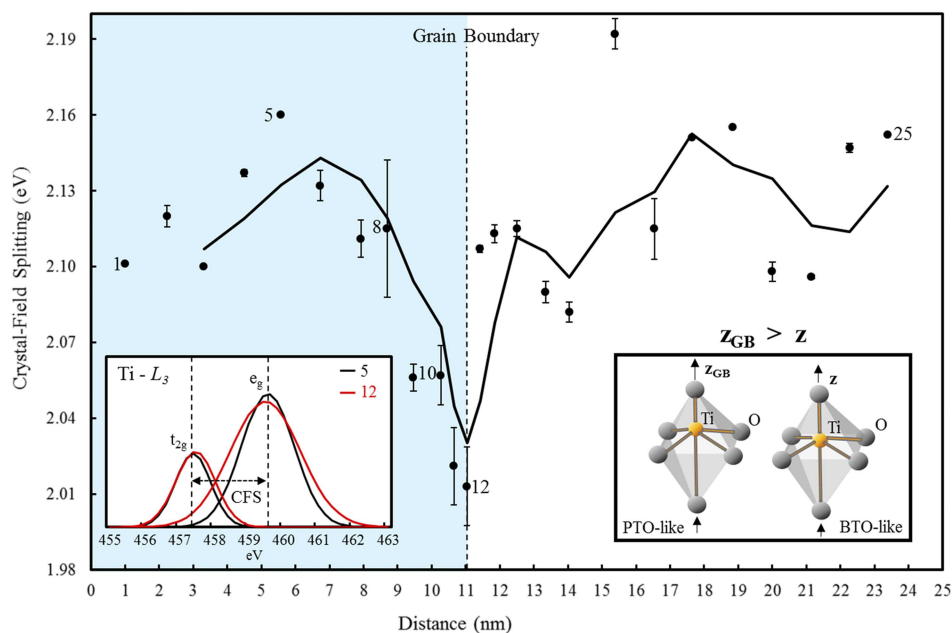 2.19
2.16
2.13
2.10
2.07
2.04
2.01
1.98
Crystal-Field Splitting (eV)
Grain Boundary
1
5
8
10
12
25
Ti - L3
eg
5
12
t2g
CFS
455 456 457 458 459 460 461 462 463
eV
zGB > z
zGB
z
Ti
O
Ti
O
PTO-like
BTO-like
0 1 2 3 4 5 6 7 8 9 10 11 12 13 14 15 16 17 18 19 20 21 22 23 24 25
Distance (nm)